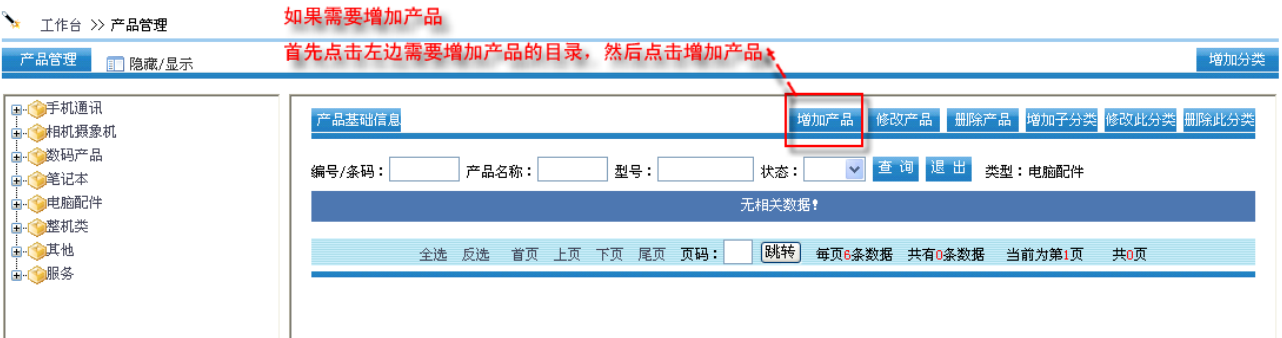 工作台 >> 产品管理
如果需要增加产品
首先点击左边需要增加产品的目录，然后点击增加产品
产品管理 隐藏/显示 增加分类
手机通讯
相机摄象机
数码产品
笔记本
电脑配件
整机类
其他
服务
产品基础信息 增加产品 修改产品 删除产品 增加子分类 修改此分类 删除此分类
编号/条码： 产品名称： 型号： 状态： 查询 退出 类型：电脑配件
无相关数据！
全选 反选 首页 上页 下页 尾页 页码： 跳转 每页6条数据 共有0条数据 当前为第1页 共0页